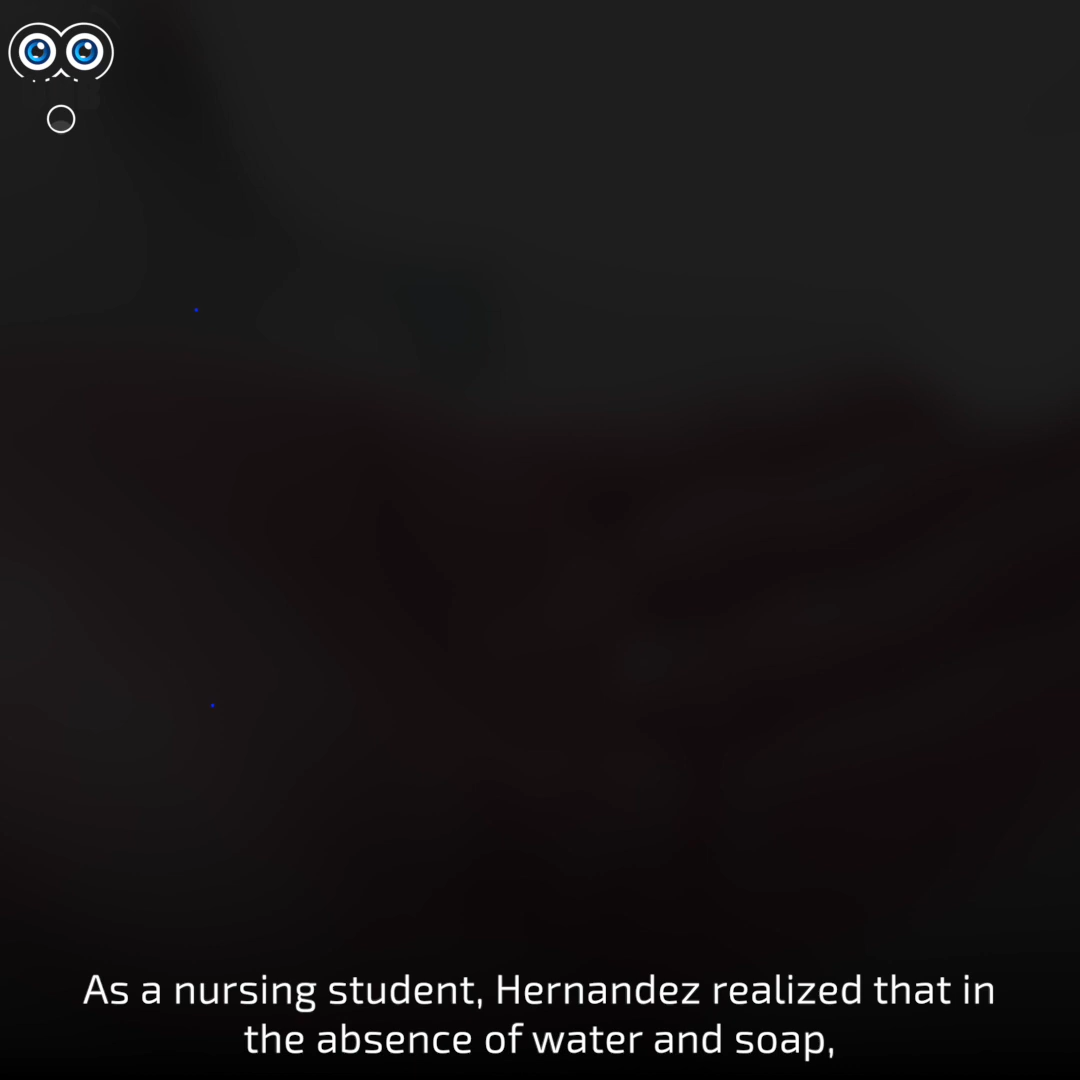 As a nursing student, Hernandez realized that in
the absence of water and soap,